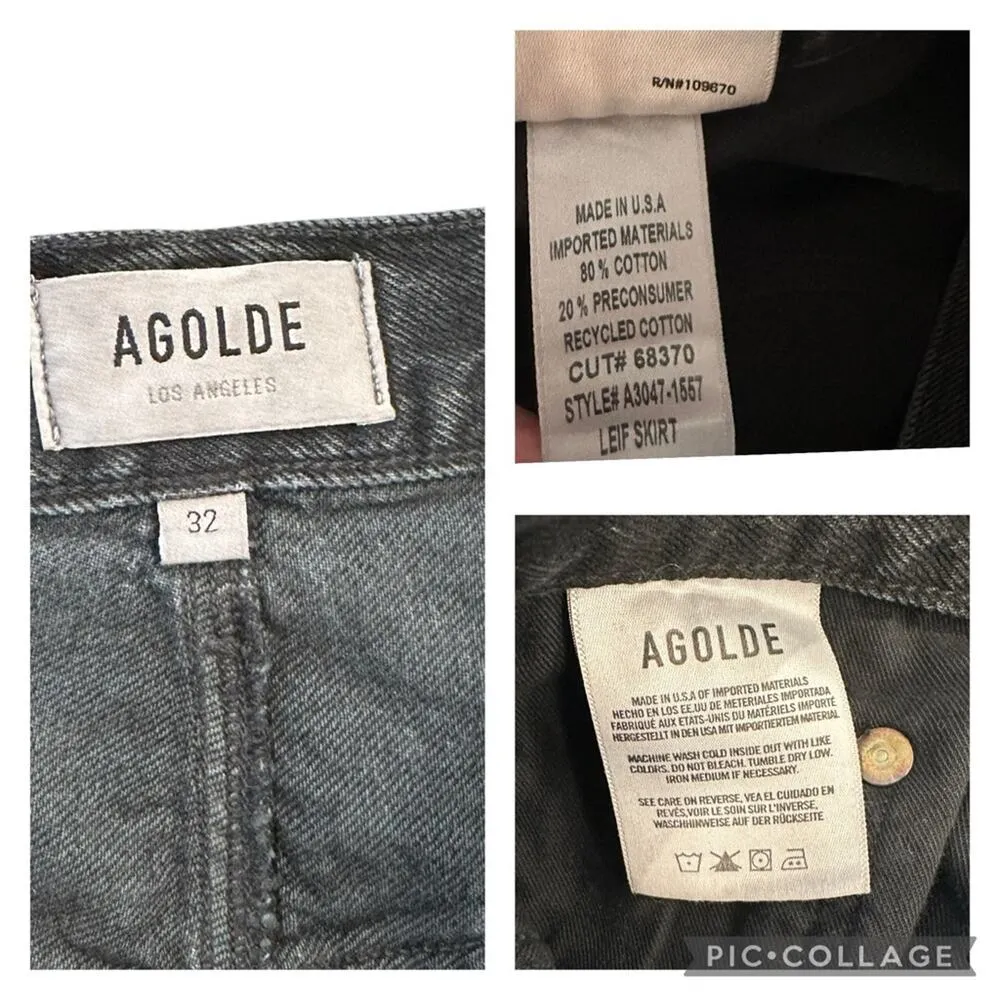 AGOLDE
LOS ANGELES
32
R/N#109670
MADE IN U.S.A
IMPORTED MATERIALS
80 % COTTON
20 % PRECONSUMER
RECYCLED COTTON
CUT# 68370
STYLE# A3047-1557
LEIF SKIRT
AGOLDE
MADE IN U.S.A OF IMPORTED MATERIALS
HECHO EN LOS EE.UU DE METERIALES IMPORTADA
FABRIQUÉ AUX ETATS-UNIS DU MATÉRIELS IMPORTÉ
HERGESTELLT IN DEN USA MIT IMPORTIERTEM MATERIAL
MACHINE WASH COLD INSIDE OUT WITH LIKE
COLORS. DO NOT BLEACH. TUMBLE DRY LOW.
IRON MEDIUM IF NECESSARY.
SEE CARE ON REVERSE, VEA EL CUIDADO EN
REVÉS, VOIR LE SOIN SUR L'INVERSE,
WASCHHINWEISE AUF DER RÜCKSEITE
PIC•COLLAGE